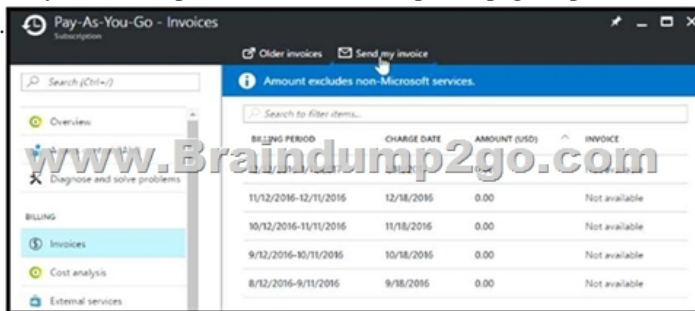 .
Pay-As-You-Go - Invoices
Subscription
Older invoices Send my invoice
Search (Ctrl+/)
Amount excludes non-Microsoft services.
Search to filter items...
Overview
BILLING PERIOD CHARGE DATE AMOUNT (USD) INVOICE
www.Braindump2go.com
Diagnose and solve problems
11/12/2016-12/11/2016 12/18/2016 0.00 Not available
BILLING
10/12/2016-11/11/2016 11/18/2016 0.00 Not available
Invoices
9/12/2016-10/11/2016 10/18/2016 0.00 Not available
Cost analysis
8/12/2016-9/11/2016 9/18/2016 0.00 Not available
External services